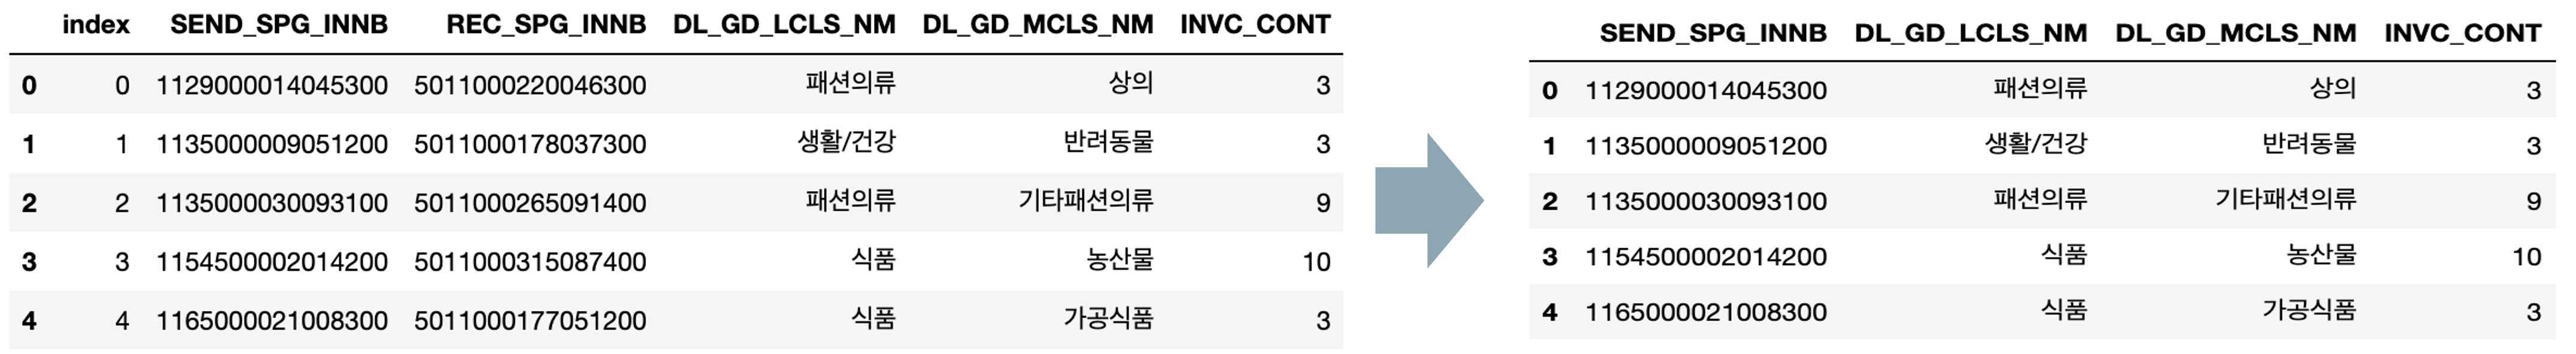 index SEND_SPG_INNB REC_SPG_INNB DL_GD_LCLS_NM DL_GD_MCLS_NM INVC_CONT
0 0 1129000014045300 5011000220046300 패션의류 상의 3
1 1 1135000009051200 5011000178037300 생활/건강 반려동물 3
2 2 1135000030093100 5011000265091400 패션의류 기타패션의류 9
3 3 1154500002014200 5011000315087400 식품 농산물 10
4 4 1165000021008300 5011000177051200 식품 가공식품 3
SEND_SPG_INNB DL_GD_LCLS_NM DL_GD_MCLS_NM INVC_CONT
0 1129000014045300 패션의류 상의 3
1 1135000009051200 생활/건강 반려동물 3
2 1135000030093100 패션의류 기타패션의류 9
3 1154500002014200 식품 농산물 10
4 1165000021008300 식품 가공식품 3